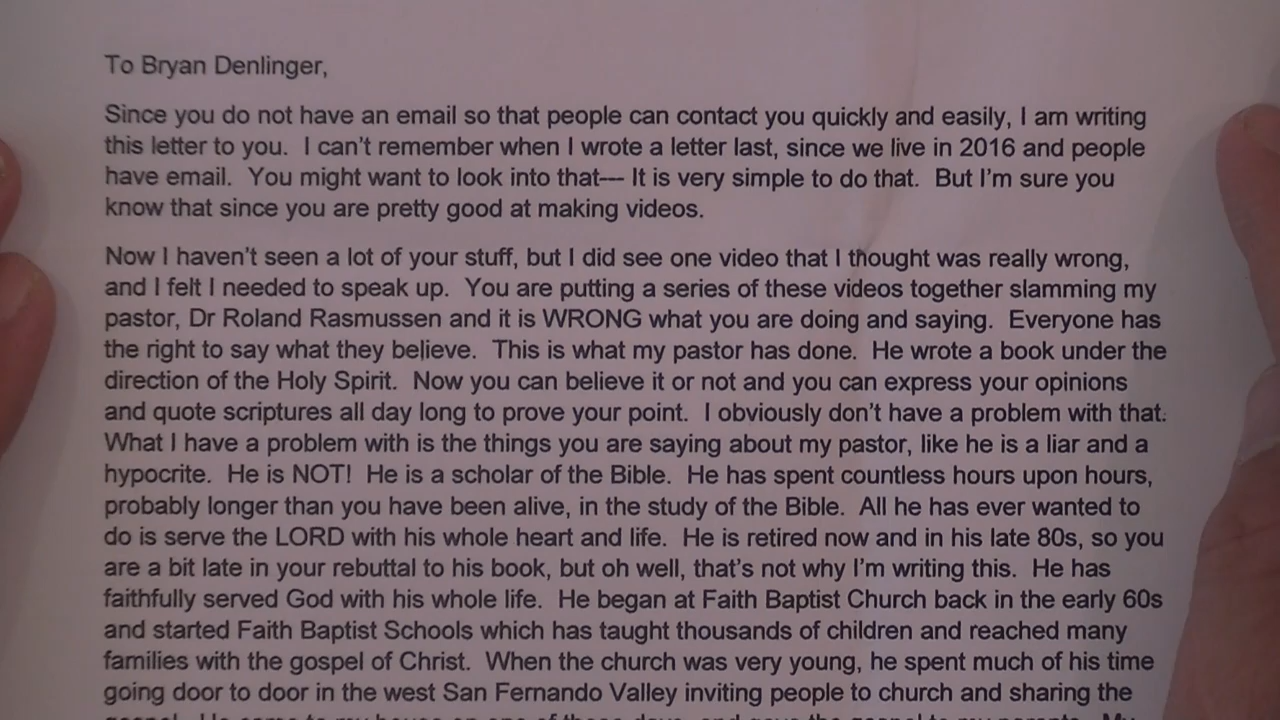 To Bryan Denlinger,
Since you do not have an email so that people can contact you quickly and easily, I am writing
this letter to you.  I can't remember when I wrote a letter last, since we live in 2016 and people
have email.  You might want to look into that--- It is very simple to do that.  But I'm sure you
know that since you are pretty good at making videos.
Now I haven't seen a lot of your stuff, but I did see one video that I thought was really wrong,
and I felt I needed to speak up.  You are putting a series of these videos together slamming my
pastor, Dr Roland Rasmussen and it is WRONG what you are doing and saying.  Everyone has
the right to say what they believe.  This is what my pastor has done.  He wrote a book under the
direction of the Holy Spirit.  Now you can believe it or not and you can express your opinions
and quote scriptures all day long to prove your point.  I obviously don't have a problem with that.
What I have a problem with is the things you are saying about my pastor, like he is a liar and a
hypocrite.  He is NOT!  He is a scholar of the Bible.  He has spent countless hours upon hours,
probably longer than you have been alive, in the study of the Bible.  All he has ever wanted to
do is serve the LORD with his whole heart and life.  He is retired now and in his late 80s, so you
are a bit late in your rebuttal to his book, but oh well, that's not why I'm writing this.  He has
faithfully served God with his whole life.  He began at Faith Baptist Church back in the early 60s
and started Faith Baptist Schools which has taught thousands of children and reached many
families with the gospel of Christ.  When the church was very young, he spent much of his time
going door to door in the west San Fernando Valley inviting people to church and sharing the